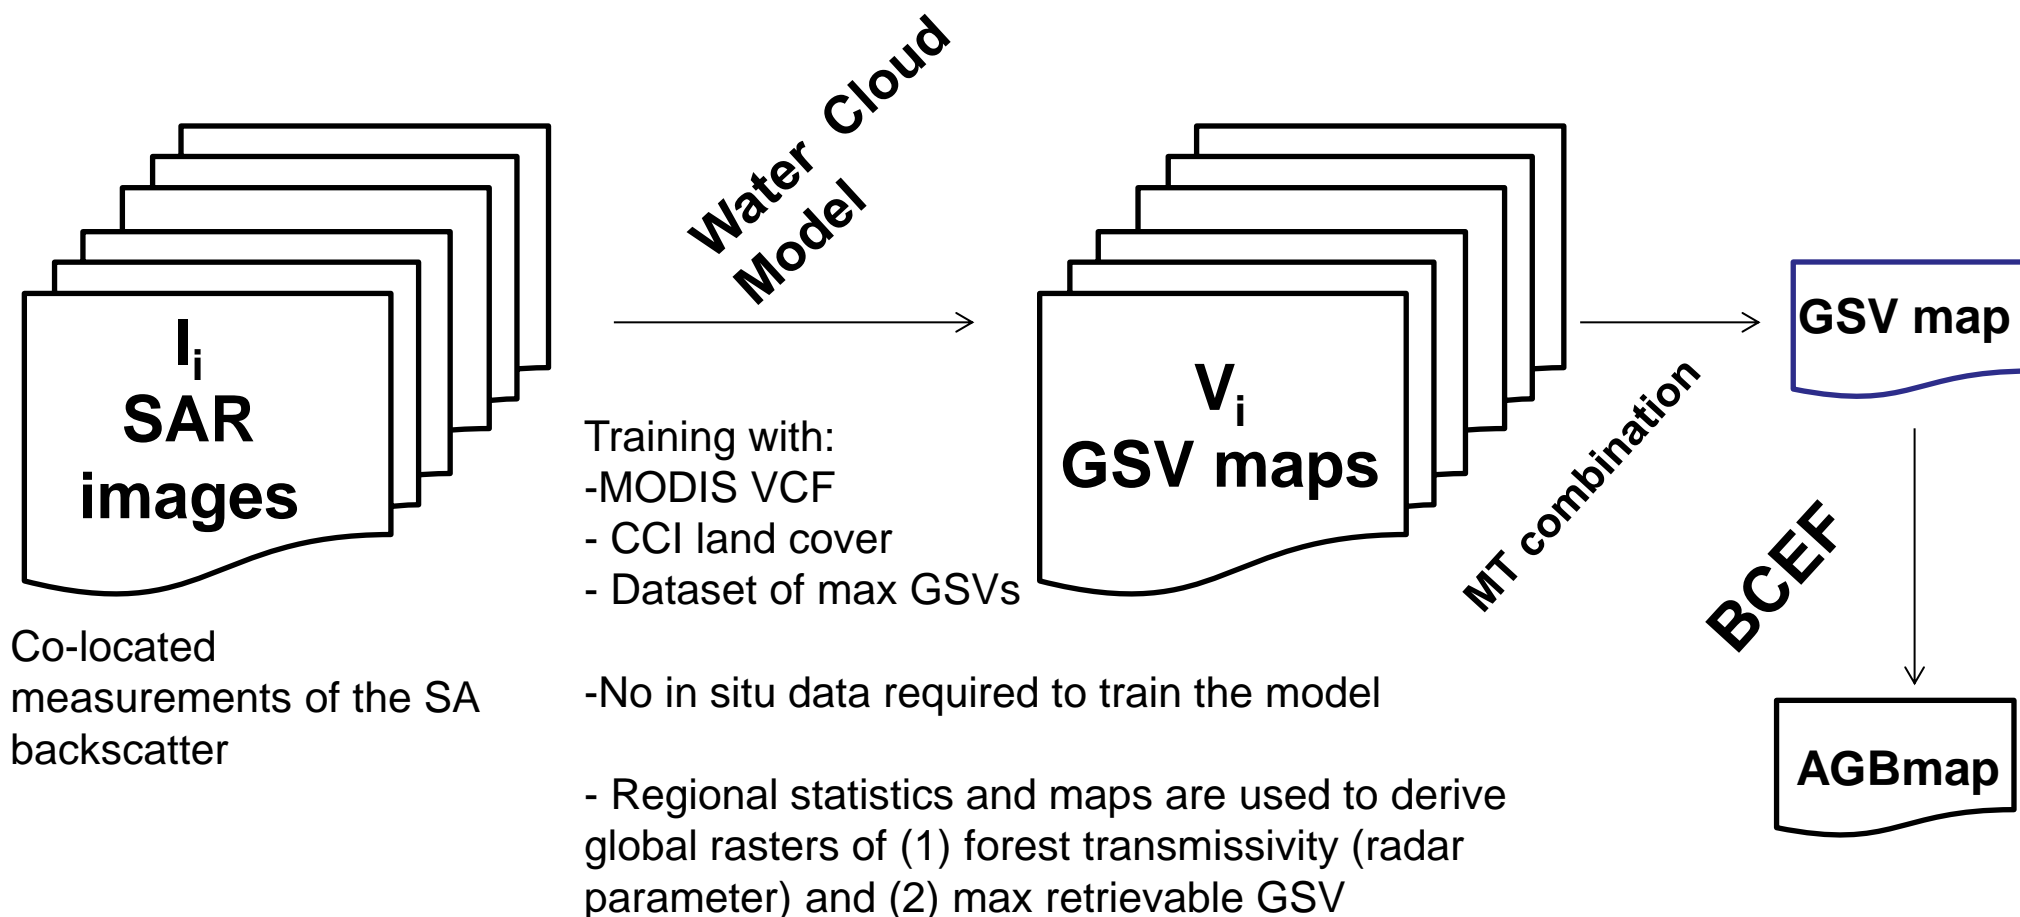 Water Cloud
Model
I_i
SAR
images
Co-located
measurements of the SA
backscatter
Training with:
-MODIS VCF
- CCI land cover
- Dataset of max GSVs
-No in situ data required to train the model
- Regional statistics and maps are used to derive
global rasters of (1) forest transmissivity (radar
parameter) and (2) max retrievable GSV
V_i
GSV maps
MT combination
GSV map
BCEF
AGBmap